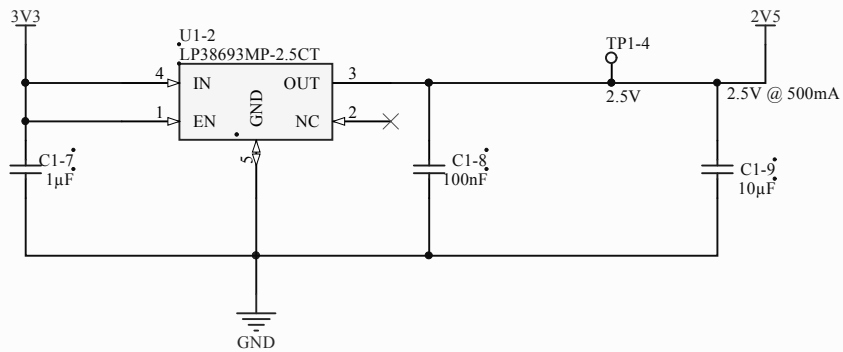 3V3
2V5
U1-2
LP38693MP-2.5CT
TP1-4
4
IN
OUT
3
2.5V
2.5V @ 500mA
1
EN
GND
NC
2
5
C1-7
1µF
C1-8
100nF
C1-9
10µF
GND